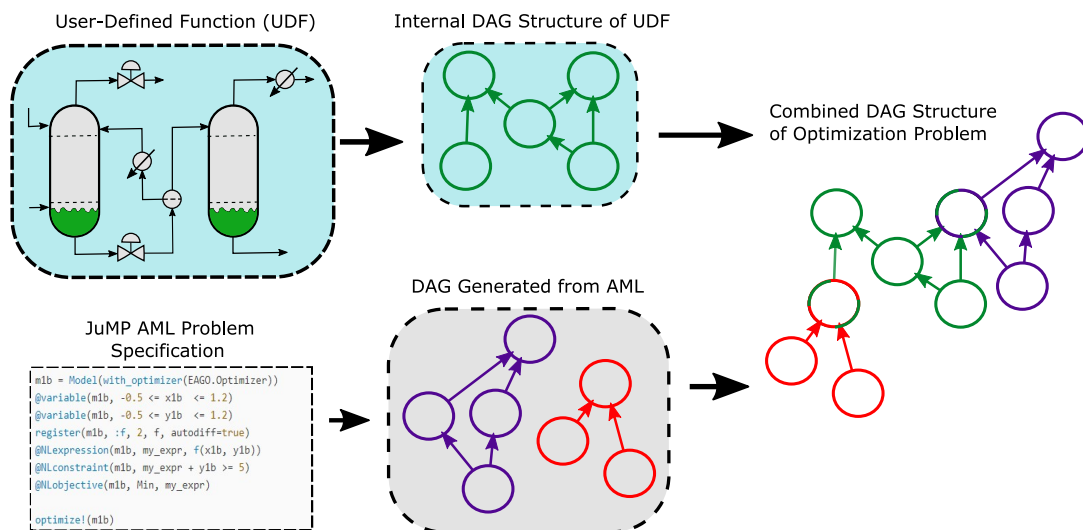 User-Defined Function (UDF)
Internal DAG Structure of UDF
Combined DAG Structure
of Optimization Problem
JuMP AML Problem
Specification
m1b = Model(with_optimizer(EAGO.Optimizer))
@variable(m1b, -0.5 <= x1b  <= 1.2)
@variable(m1b, -0.5 <= y1b  <= 1.2)
register(m1b, :f, 2, f, autodiff=true)
@NLexpression(m1b, my_expr, f(x1b, y1b))
@NLconstraint(m1b, my_expr + y1b >= 5)
@NLobjective(m1b, Min, my_expr)
optimize!(m1b)
DAG Generated from AML